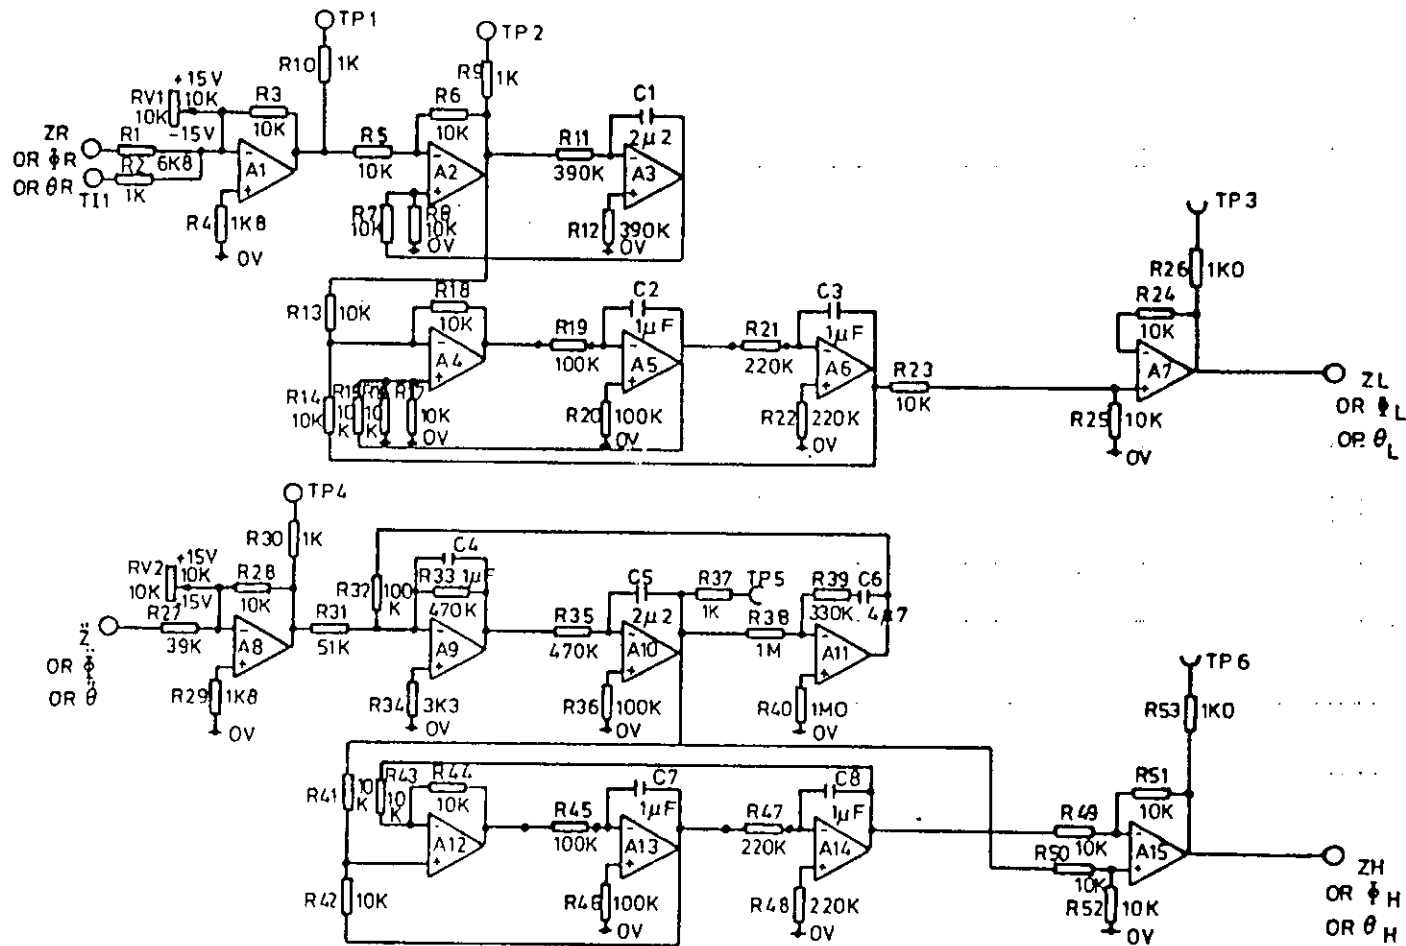 TP1
TP2
R10 1K
R9 1K
+15V
RV1 10K R3
10K 10K
-15V
R6
10K
C1
2µ2
ZR
OR ΦR
OR θR
R1
6K8
R2
1K
TI1
A1
R5
10K
A2
R11
390K
A3
R4 1K8
0V
R7 10K
R8 10K
0V
R12 390K
0V
TP3
R26 1K0
R13 10K
R18
10K
C2
1µF
C3
1µF
R24
10K
A4
R19
100K
A5
R21
220K
A6
R23
10K
A7
R14
10K
R15 10K
10K
R17
10K
0V
R20 100K
0V
R22 220K
0V
R25 10K
0V
ZL
OR ΦL
OR θL
TP4
R30 1K
+15V
RV2 10K R28
10K 10K
-15V
C4
R32 100K
R33 1µF
470K
C5
2µ2
R37
1K
TP5
R39 C6
330K 4µ7
Z̈
OR Φ̈
OR θ̈
R27
39K
A8
R31
51K
A9
R35
470K
A10
R38
1M
A11
R29 1K8
0V
R34 3K3
0V
R36 100K
0V
R40 1M0
0V
TP6
R53 1K0
R41 10K
R43 10K
R44
10K
C7
1µF
C8
1µF
R51
10K
A12
R45
100K
A13
R47
220K
A14
R49
10K
R50
10K
A15
R42 10K
R46 100K
0V
R48 220K
0V
R52 10K
0V
ZH
OR ΦH
OR θH